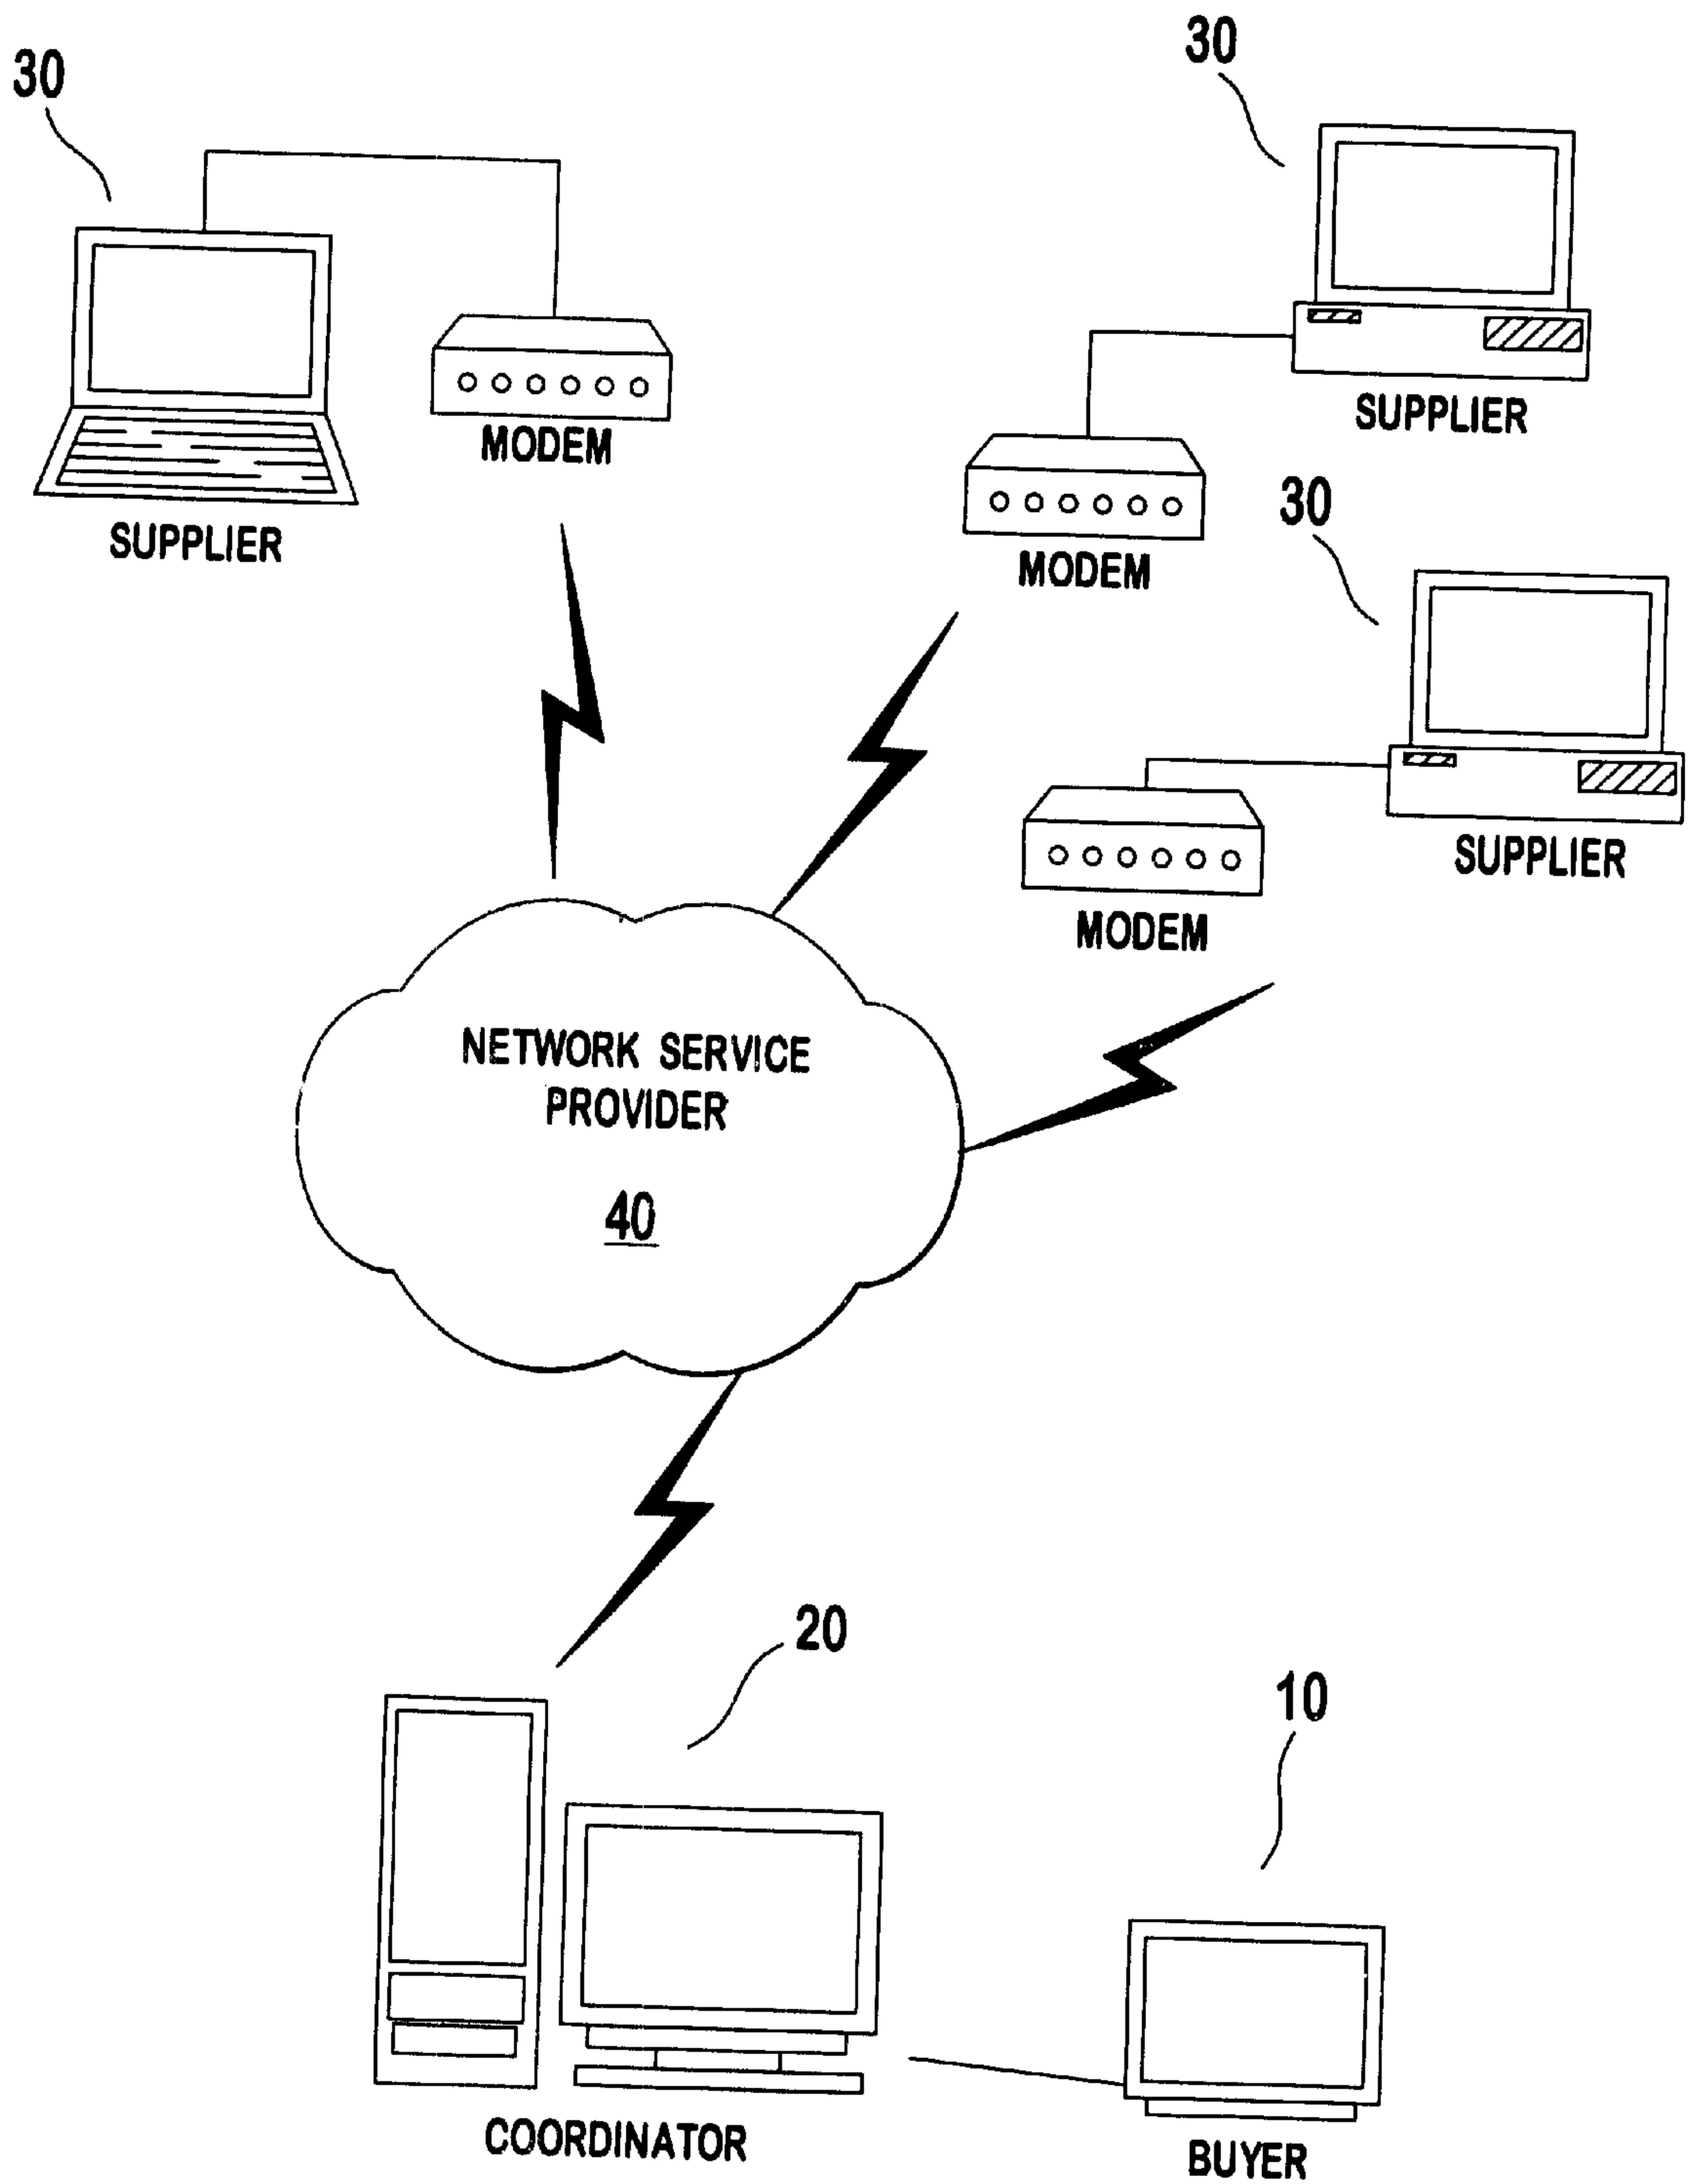 30
30
MODEM
SUPPLIER
SUPPLIER
MODEM
30
MODEM
SUPPLIER
NETWORK SERVICE
PROVIDER
40
20
10
COORDINATOR
BUYER